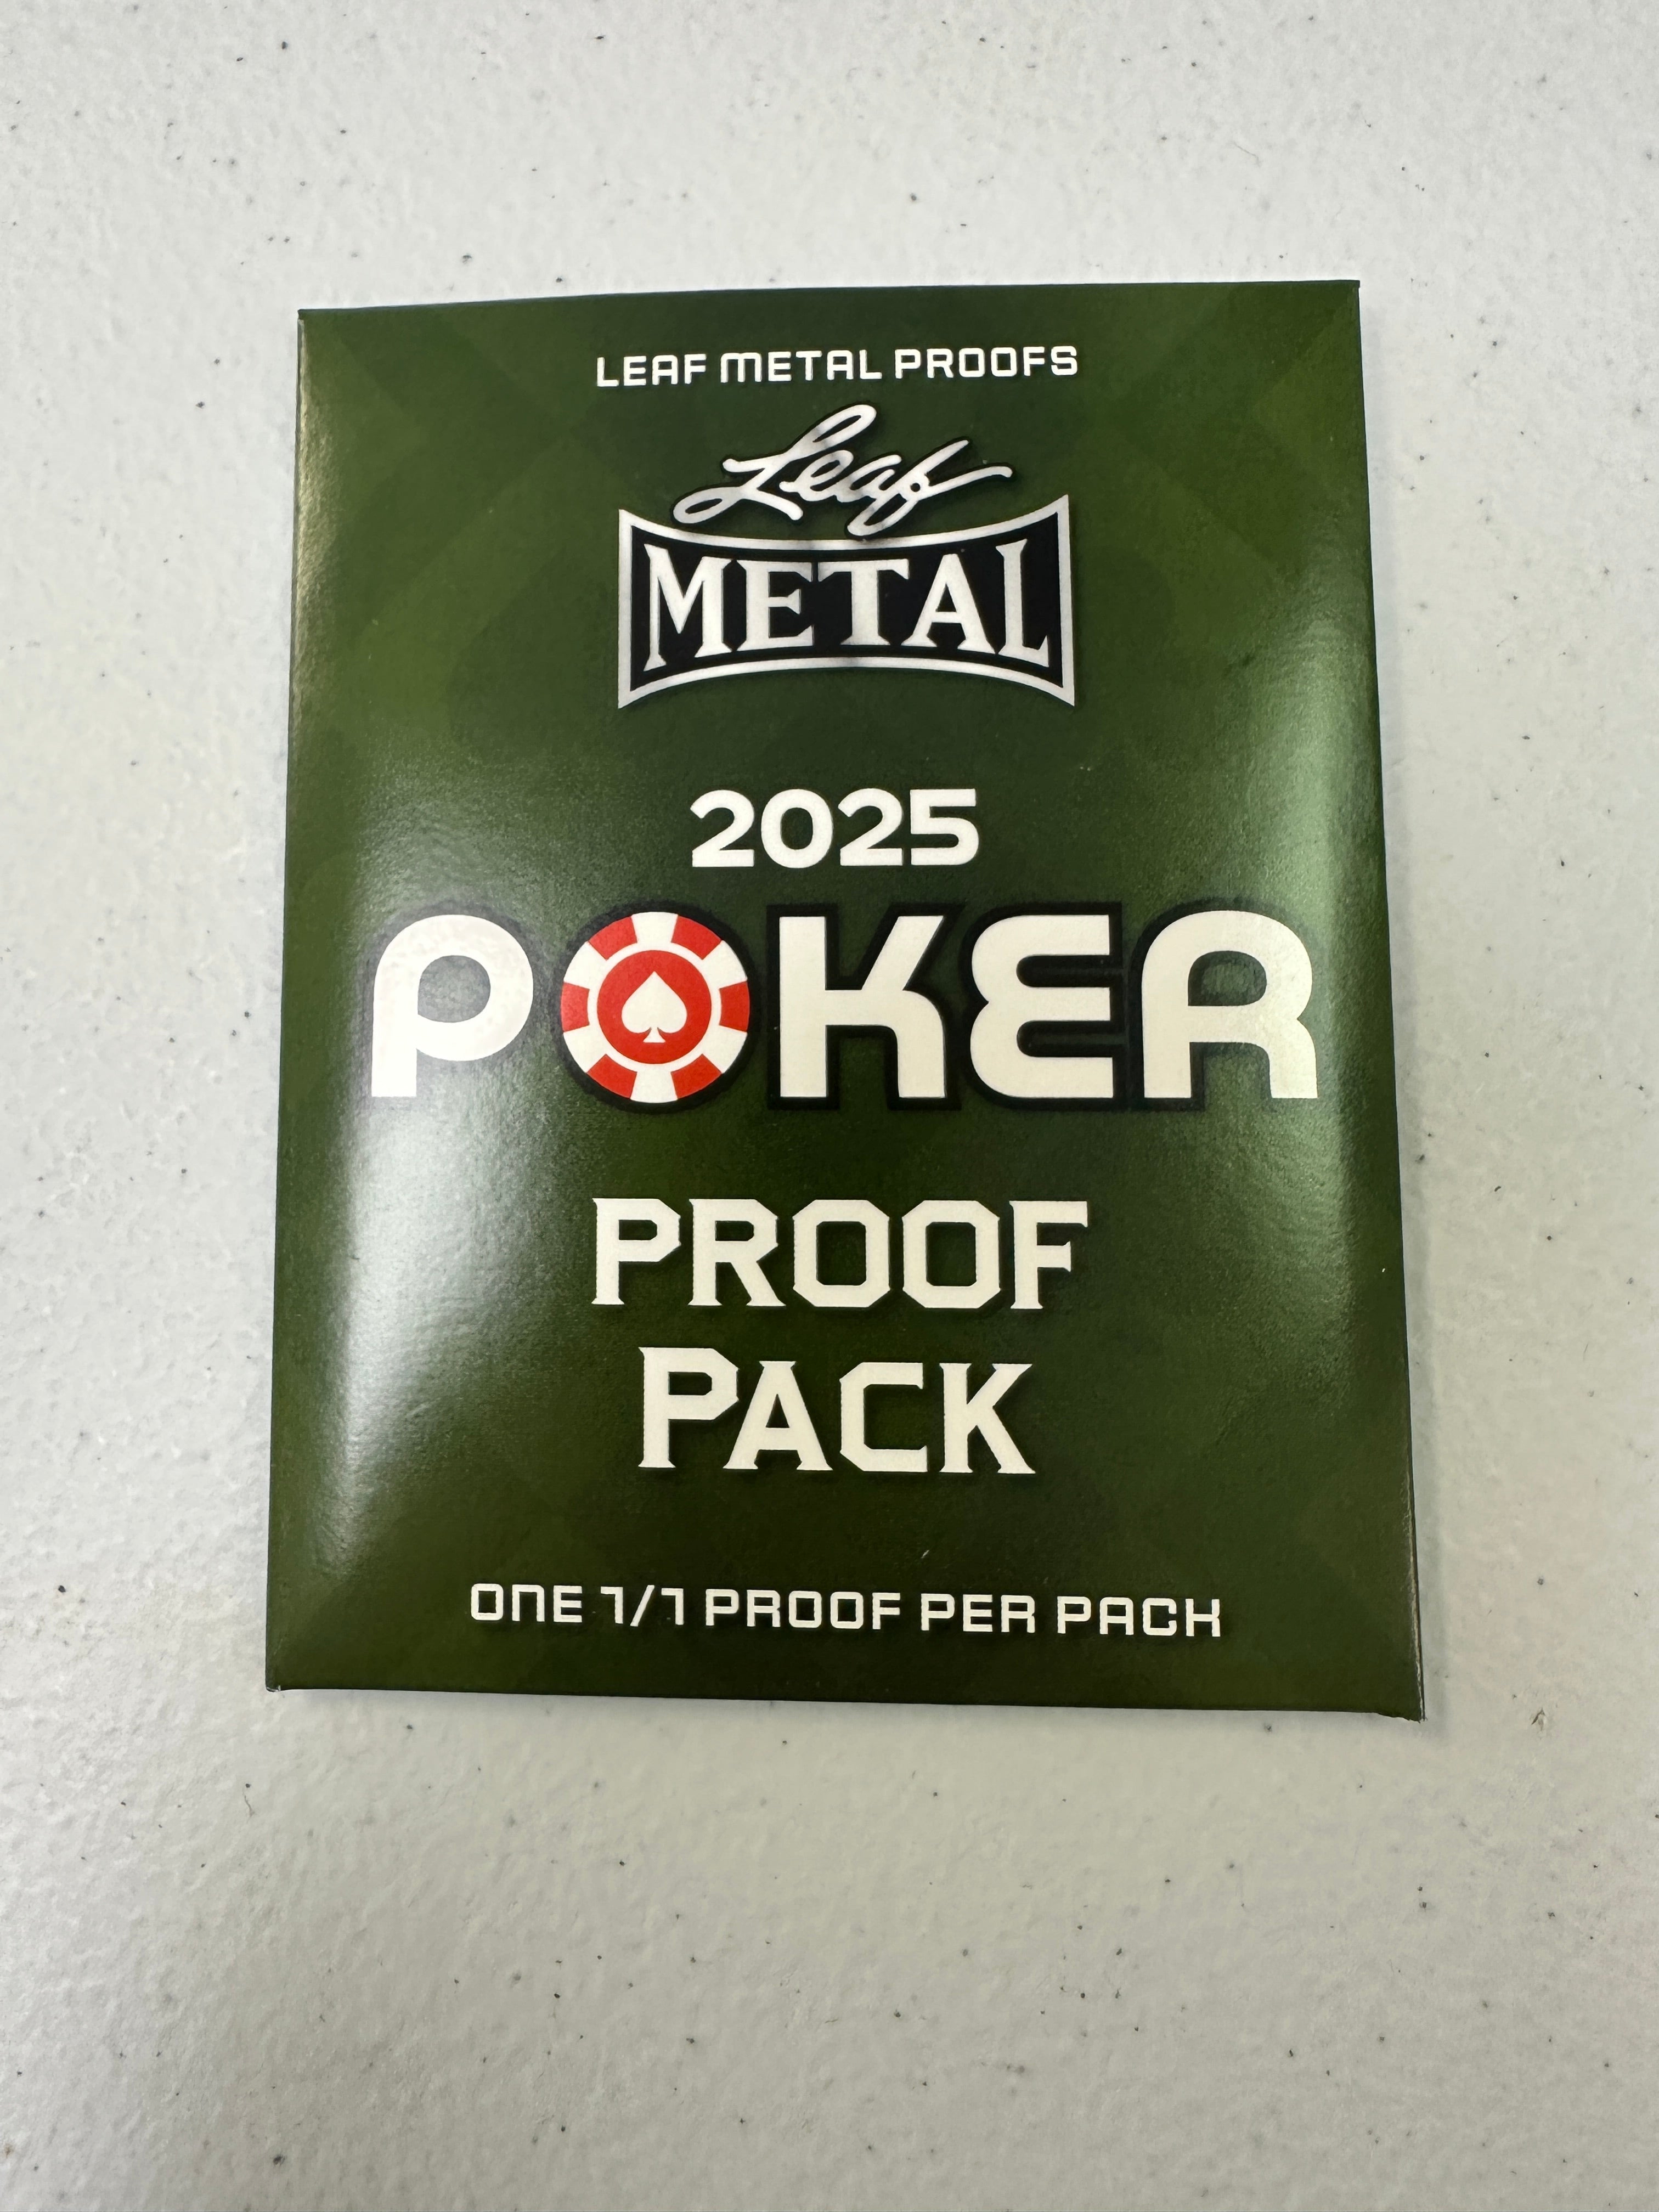 LEAF METAL PROOFS
Leaf
METAL
2025
POKER
PROOF
PACK
ONE 1/1 PROOF PER PACK